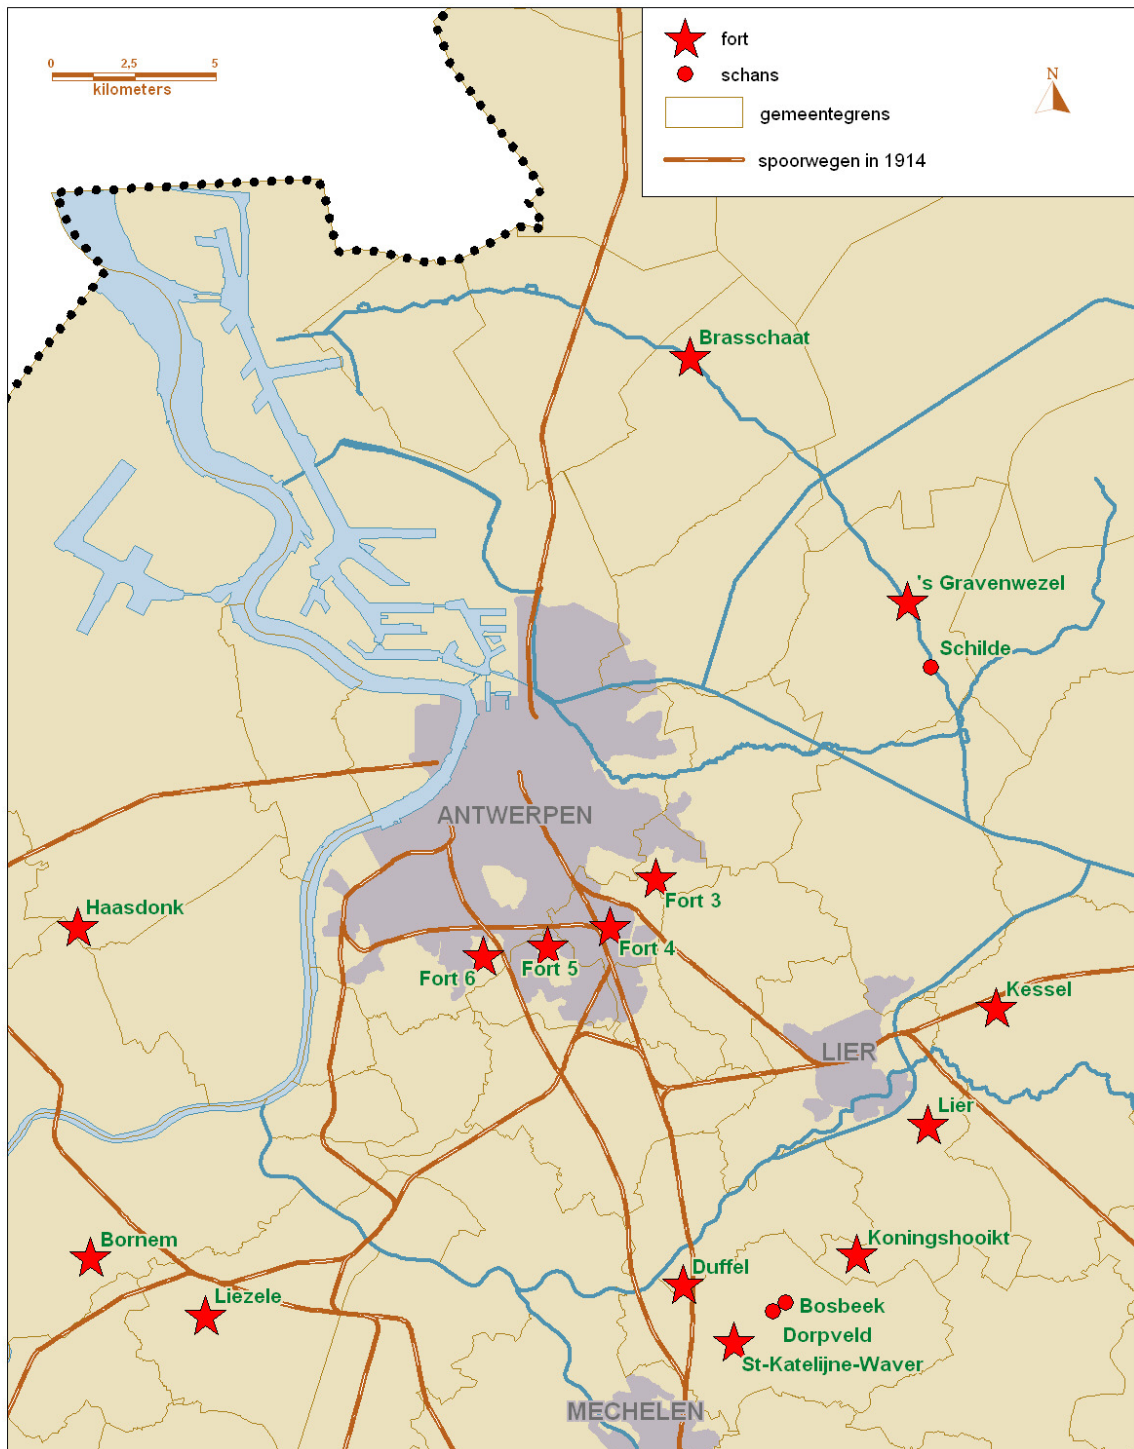 0 2,5 5
kilometers
fort
schans
gemeentegrens
spoorwegen in 1914
N
Brasschaat
's Gravenwezel
Schilde
ANTWERPEN
Fort 3
Haasdonk
Fort 4
Fort 5
Fort 6
Kessel
LIER
Lier
Koningshooikt
Bornem
Duffel
Liezele
Bosbeek
Dorpveld
St-Katelijne-Waver
MECHELEN